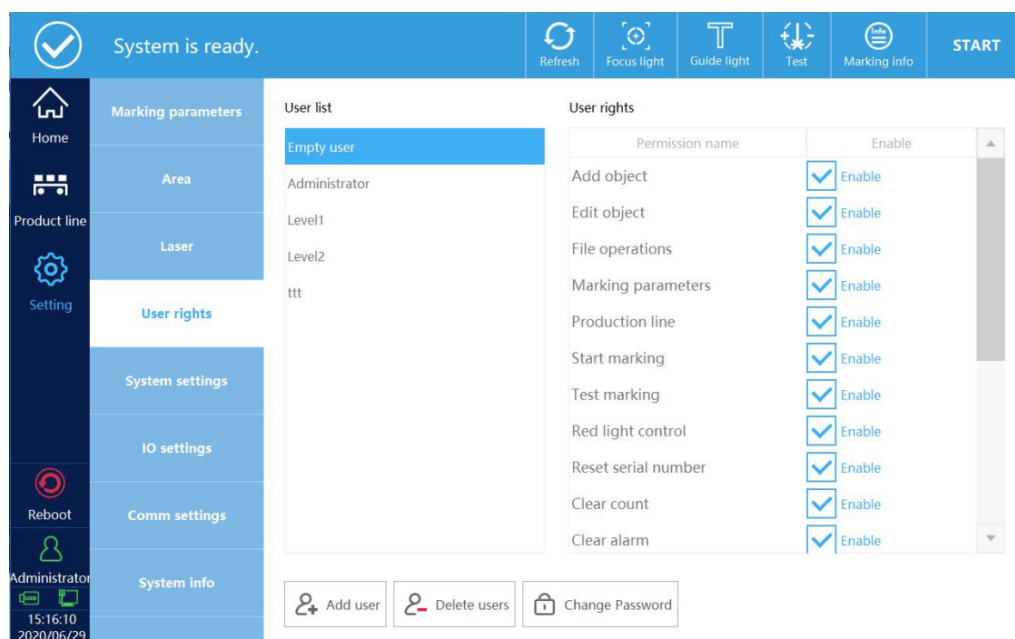 System is ready.
Refresh
Focus light
Guide light
Test
Info
Marking info
START
Home
Product line
Setting
Reboot
Administrator
USB
15:16:10
2020/06/29
Marking parameters
Area
Laser
User rights
System settings
IO settings
Comm settings
System info
User list
Empty user
Administrator
Level1
Level2
ttt
User rights
Permission name Enable
Add object Enable
Edit object Enable
File operations Enable
Marking parameters Enable
Production line Enable
Start marking Enable
Test marking Enable
Red light control Enable
Reset serial number Enable
Clear count Enable
Clear alarm Enable
Add user
Delete users
Change Password